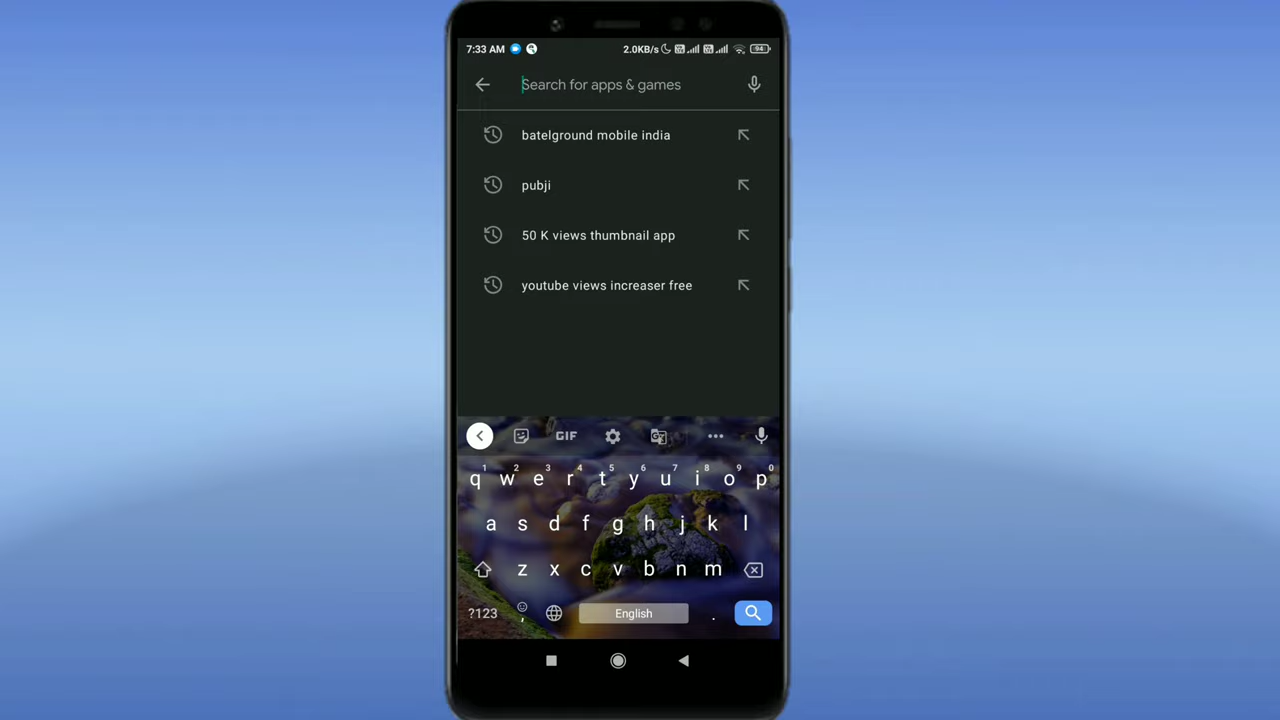 7:33 AM 2.0KB/s 94
Search for apps & games
batelground mobile india
pubji
50 K views thumbnail app
youtube views increaser free
GIF
1 2 3 4 5 6 7 8 9 0
q w e r t y u i o p
a s d f g h j k l
z x c v b n m
?123 , English .